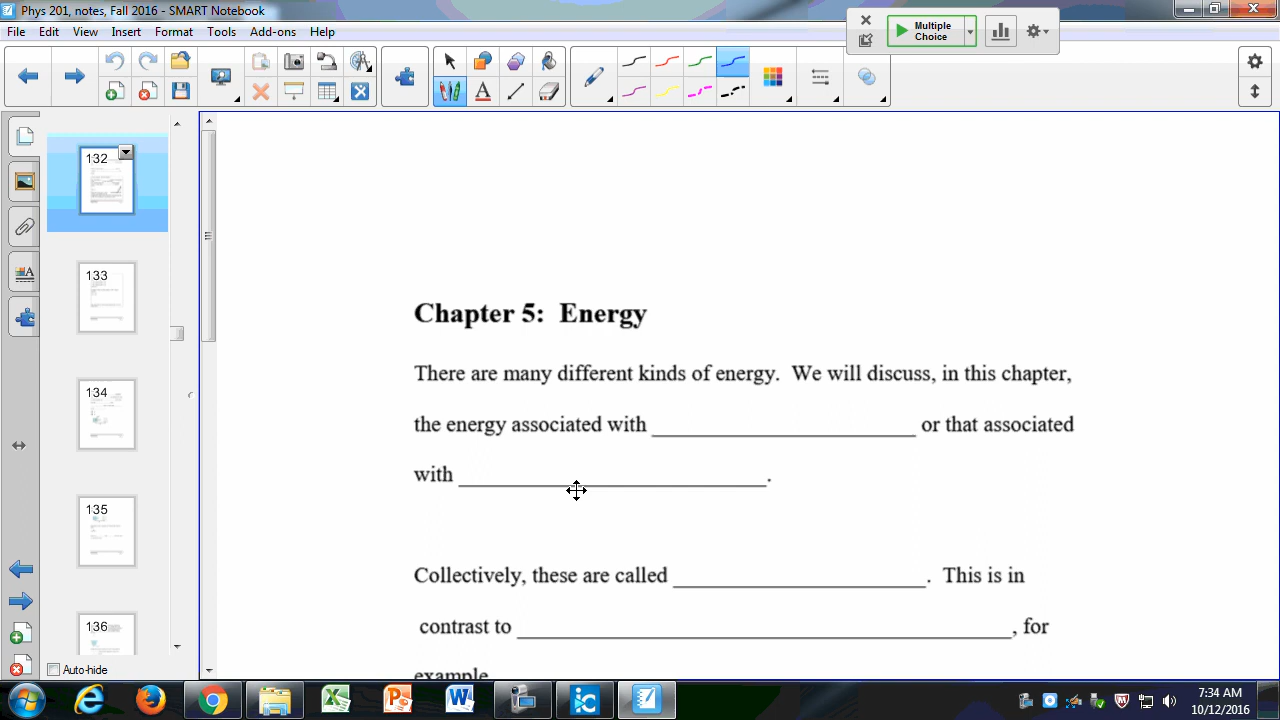 Phys 201, notes, Fall 2016 - SMART Notebook
File Edit View Insert Format Tools Add-ons Help
Multiple
Choice
132
133
134
135
136
Auto-hide
Chapter 5: Energy
There are many different kinds of energy. We will discuss, in this chapter,
the energy associated with ________________________ or that associated
with ____________________________.
Collectively, these are called _______________________. This is in
contrast to _____________________________________________, for
example
7:34 AM
10/12/2016